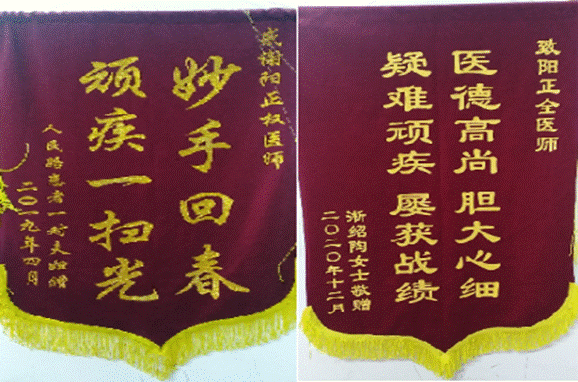 感谢阳正权医师
妙手回春
顽疾一扫光
人民路患者一对夫妇赠
二〇一九年四月
致阳正全医师
医德高尚 胆大心细
疑难顽疾 屡获战绩
渐绍陶女士敬赠
二〇二〇年十二月